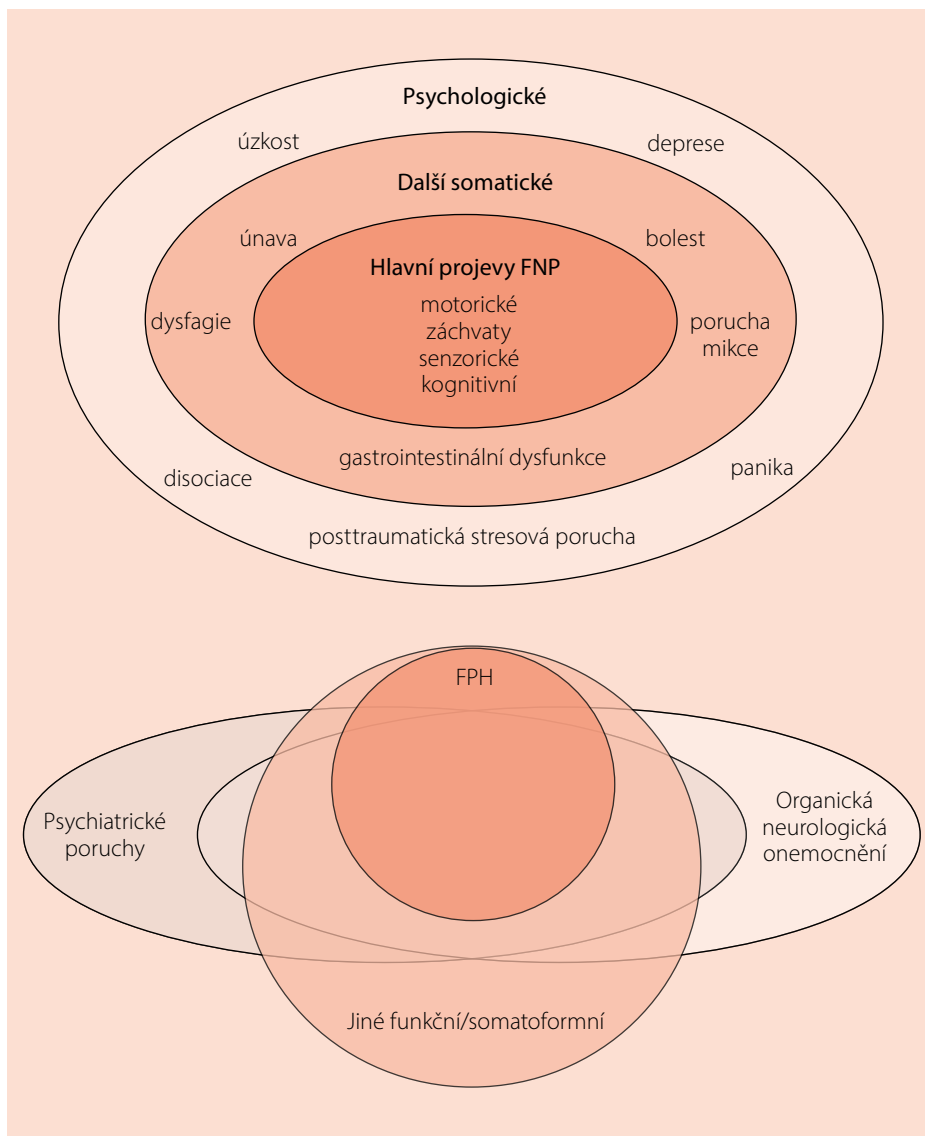 Psychologické
úzkost
deprese
Další somatické
únava
bolest
Hlavní projevy FNP
motorické
záchvaty
senzorické
kognitivní
dysfagie
porucha
mikce
gastrointestinální dysfunkce
disociace
panika
posttraumatická stresová porucha
FPH
Psychiatrické
poruchy
Organická
neurologická
onemocnění
Jiné funkční/somatoformní